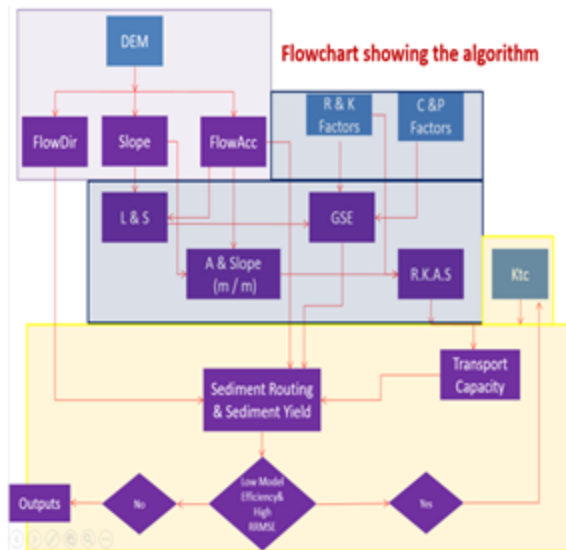 DEM
Flowchart showing the algorithm
R & K
Factors
C &P
Factors
FlowDir
Slope
FlowAcc
L & S
GSE
A & Slope
(m / m)
R.K.A.S
Ktc
Transport
Capacity
Sediment Routing
& Sediment Yield
Low Model
Efficiency&
High
RRMSE
Outputs
No
Yes